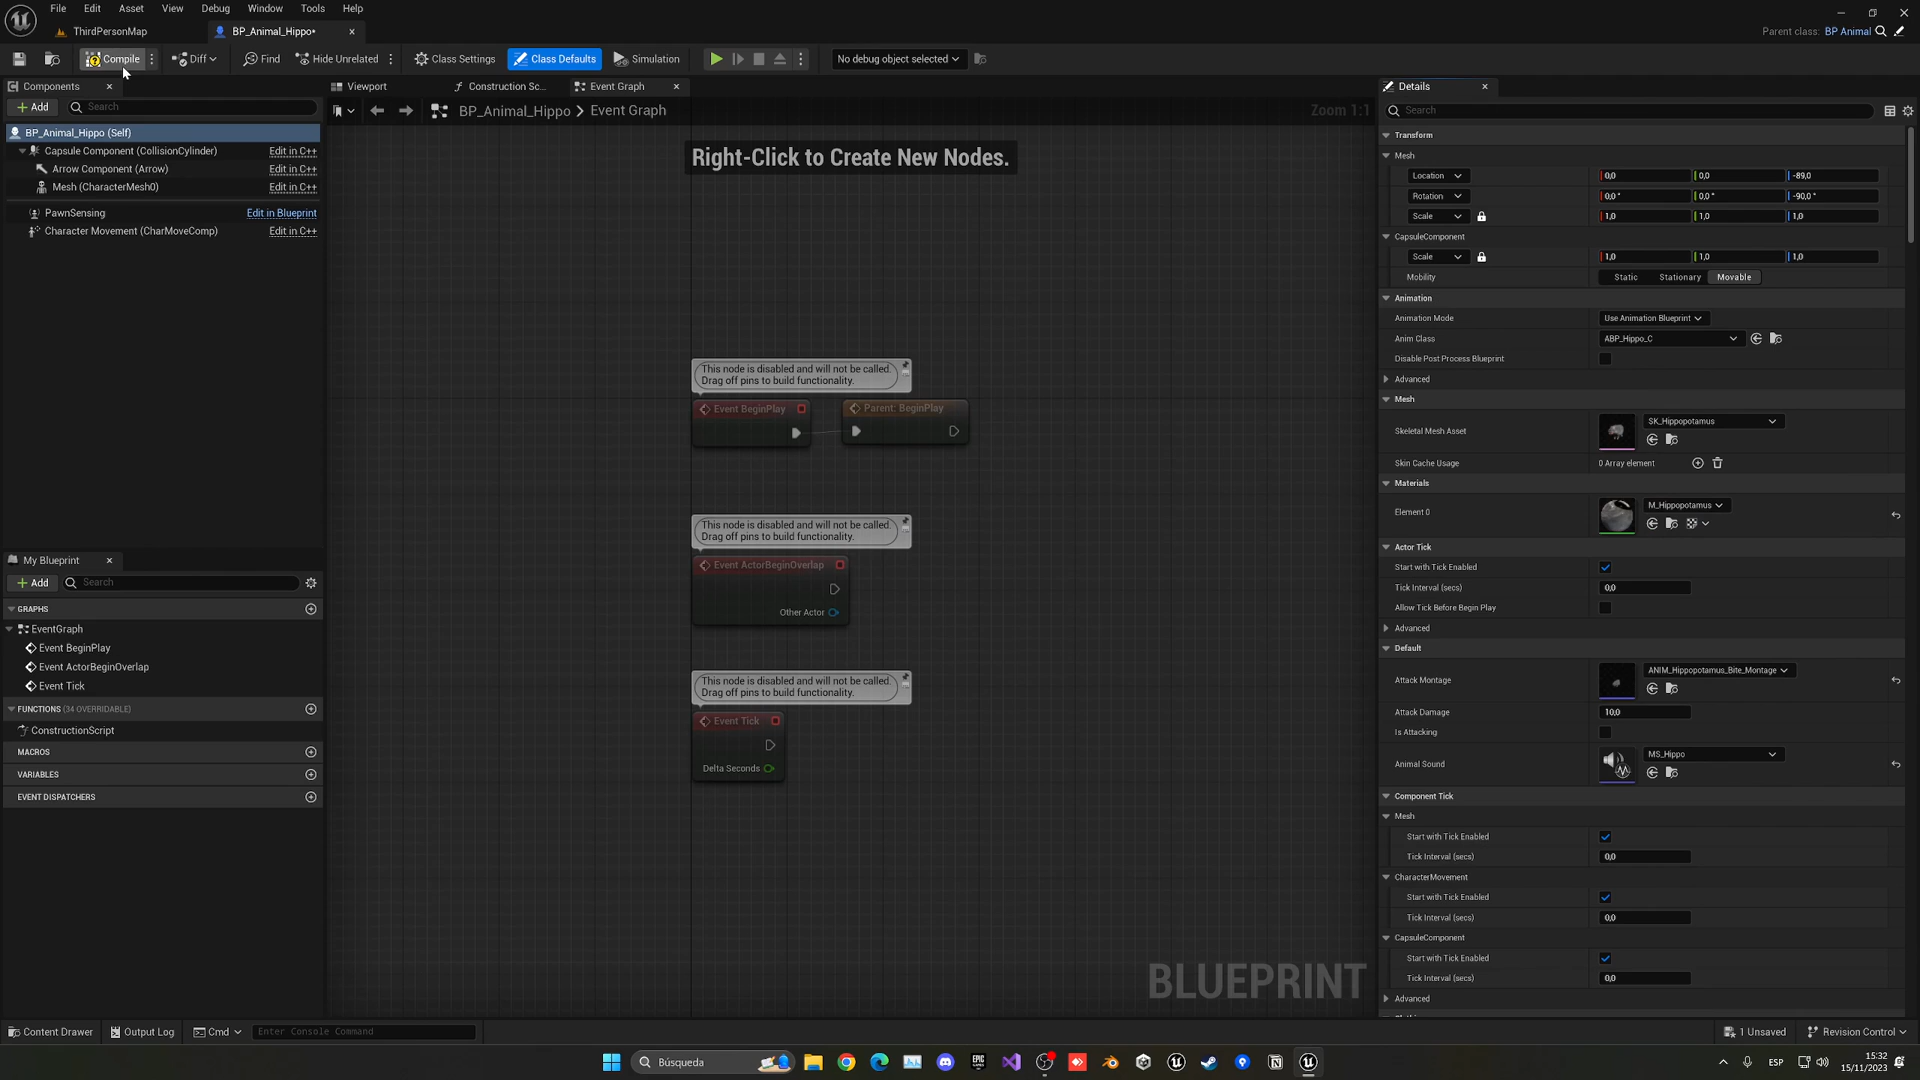 File Edit Asset View Debug Window Tools Help
ThirdPersonMap
BP_Animal_Hippo*
Parent class: BP Animal
Compile
Diff
Find
Hide Unrelated
Class Settings
Class Defaults
Simulation
No debug object selected
Components
Add
Search
BP_Animal_Hippo (Self)
Capsule Component (CollisionCylinder) Edit in C++
Arrow Component (Arrow) Edit in C++
Mesh (CharacterMesh0) Edit in C++
PawnSensing Edit in Blueprint
Character Movement (CharMoveComp) Edit in C++
My Blueprint
Add
Search
GRAPHS
EventGraph
Event BeginPlay
Event ActorBeginOverlap
Event Tick
FUNCTIONS (34 OVERRIDABLE)
ConstructionScript
MACROS
VARIABLES
EVENT DISPATCHERS
Viewport
Construction Sc...
Event Graph
BP_Animal_Hippo > Event Graph
Zoom 1:1
Right-Click to Create New Nodes.
This node is disabled and will not be called.
Drag off pins to build functionality.
Event BeginPlay
Parent: BeginPlay
This node is disabled and will not be called.
Drag off pins to build functionality.
Event ActorBeginOverlap
Other Actor
This node is disabled and will not be called.
Drag off pins to build functionality.
Event Tick
Delta Seconds
BLUEPRINT
Details
Search
Transform
Mesh
Location 0,0 0,0 -89,0
Rotation 0,0 ° 0,0 ° -90,0 °
Scale 1,0 1,0 1,0
CapsuleComponent
Scale 1,0 1,0 1,0
Mobility Static Stationary Movable
Animation
Animation Mode Use Animation Blueprint
Anim Class ABP_Hippo_C
Disable Post Process Blueprint
Advanced
Mesh
Skeletal Mesh Asset SK_Hippopotamus
Skin Cache Usage 0 Array element
Materials
Element 0 M_Hippopotamus
Actor Tick
Start with Tick Enabled
Tick Interval (secs) 0,0
Allow Tick Before Begin Play
Advanced
Default
Attack Montage ANIM_Hippopotamus_Bite_Montage
Attack Damage 10,0
Is Attacking
Animal Sound MS_Hippo
Component Tick
Mesh
Start with Tick Enabled
Tick Interval (secs) 0,0
CharacterMovement
Start with Tick Enabled
Tick Interval (secs) 0,0
CapsuleComponent
Start with Tick Enabled
Tick Interval (secs) 0,0
Advanced
Content Drawer
Output Log
Cmd
Enter Console Command
1 Unsaved
Revision Control
Búsqueda
ESP
15:32
15/11/2023